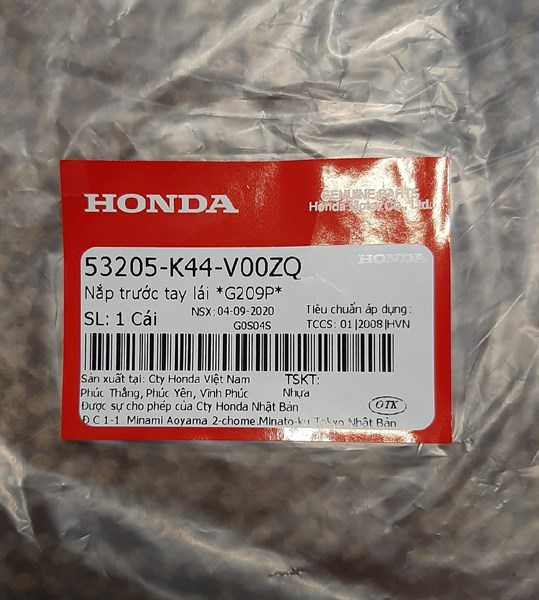 HONDA
GENUINE PARTS
Honda Motor Co., Ltd.
HONDA
53205-K44-V00ZQ
Nắp trước tay lái *G209P*
SL: 1 Cái
NSX: 04-09-2020
G0S04S
Tiêu chuẩn áp dụng :
TCCS: 01|2008|HVN
Sản xuất tại: Cty Honda Việt Nam
TSKT:
Phúc Thắng, Phúc Yên, Vĩnh Phúc
Nhựa
Được sự cho phép của Cty Honda Nhật Bản
OTK
Đ C 1-1 Minami Aoyama 2-chome,Minato-ku,Tokyo Nhật Bản